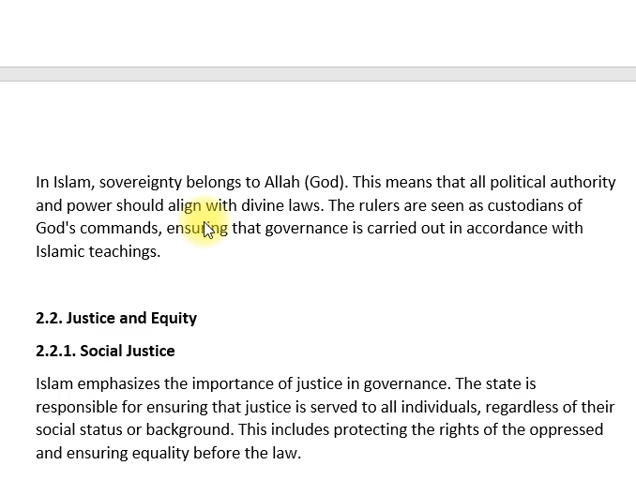 In Islam, sovereignty belongs to Allah (God). This means that all political authority
and power should align with divine laws. The rulers are seen as custodians of
God's commands, ensuring that governance is carried out in accordance with
Islamic teachings.
2.2. Justice and Equity
2.2.1. Social Justice
Islam emphasizes the importance of justice in governance. The state is
responsible for ensuring that justice is served to all individuals, regardless of their
social status or background. This includes protecting the rights of the oppressed
and ensuring equality before the law.